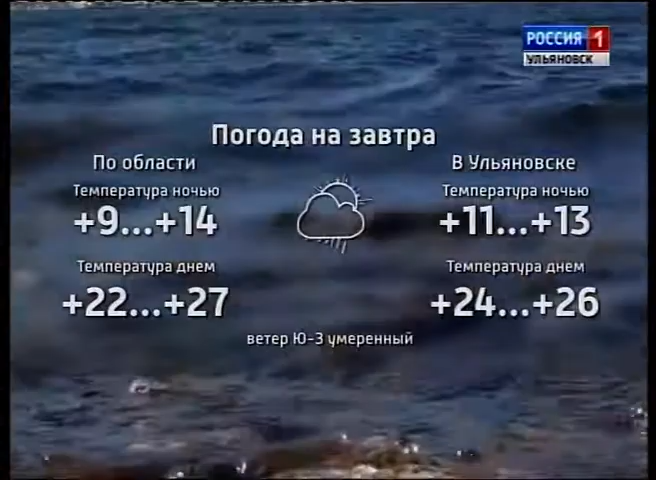 РОССИЯ 1
УЛЬЯНОВСК
Погода на завтра
По области
Температура ночью
+9...+14
Температура днем
+22...+27
В Ульяновске
Температура ночью
+11...+13
Температура днем
+24...+26
ветер Ю-З умеренный